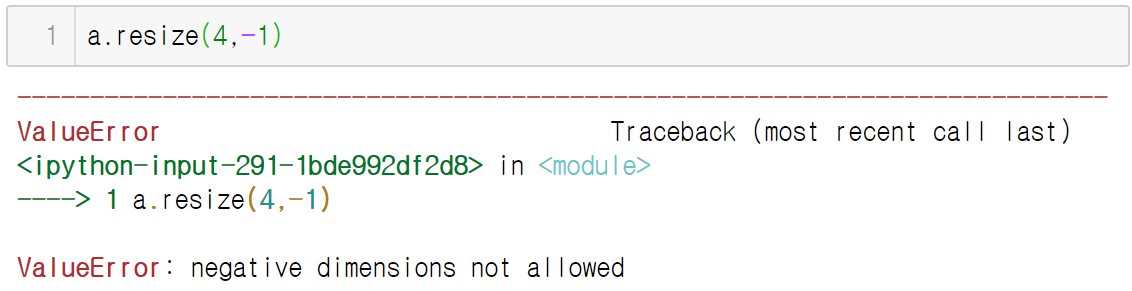 1 a.resize(4,-1)
---------------------------------------------------------------------------
ValueError Traceback (most recent call last)
<ipython-input-291-1bde992df2d8> in <module>
----> 1 a.resize(4,-1)
ValueError: negative dimensions not allowed